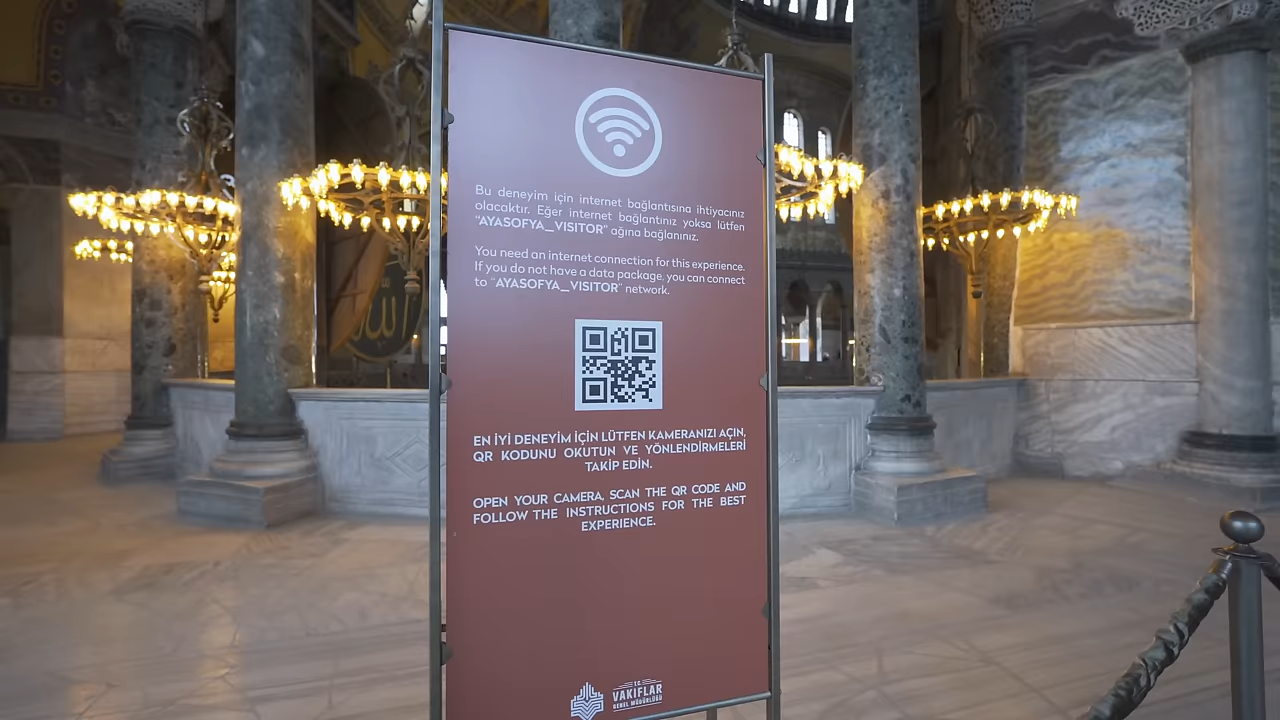 Bu deneyim için internet bağlantısına ihtiyacınız
olacaktır. Eğer internet bağlantınız yoksa lütfen
"AYASOFYA_VISITOR" ağına bağlanınız.
You need an internet connection for this experience.
If you do not have a data package, you can connect
to "AYASOFYA_VISITOR" network.
EN İYİ DENEYİM İÇİN LÜTFEN KAMERANIZI AÇIN,
QR KODUNU OKUTUN VE YÖNLENDİRMELERİ
TAKİP EDİN.
OPEN YOUR CAMERA, SCAN THE QR CODE AND
FOLLOW THE INSTRUCTIONS FOR THE BEST
EXPERIENCE.
T.C.
VAKIFLAR
GENEL MÜDÜRLÜĞÜ
الله